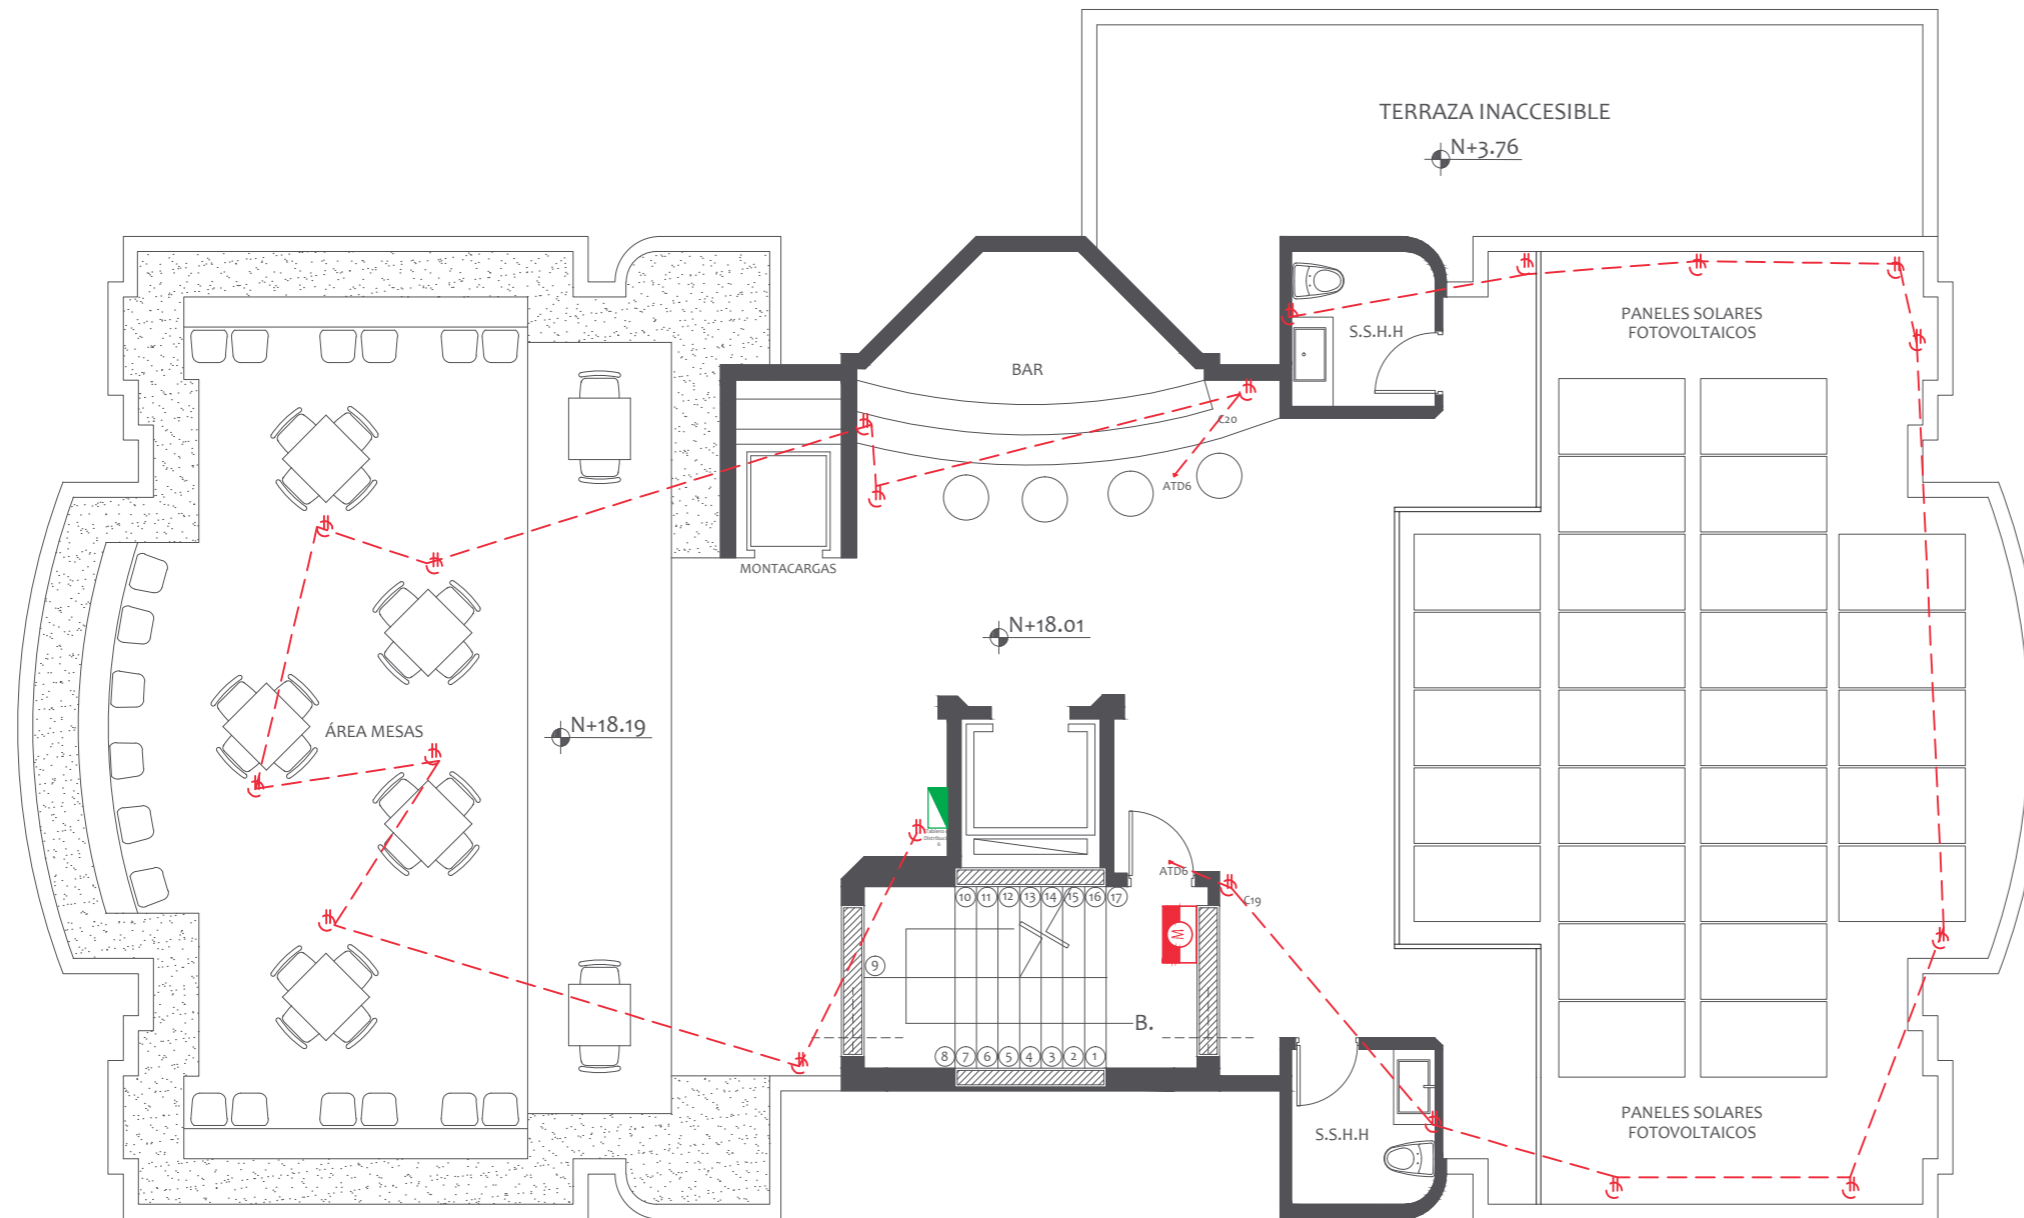 TERRAZA INACCESIBLE
N+3.76
PANELES SOLARES
FOTOVOLTAICOS
S.S.H.H
BAR
C20
ATD6
MONTACARGAS
N+18.01
N+18.19
ÁREA MESAS
ATD6
C19
10 11 12 13 14 15 16 17
M
9
B.
8 7 6 5 4 3 2 1
S.S.H.H
PANELES SOLARES
FOTOVOLTAICOS